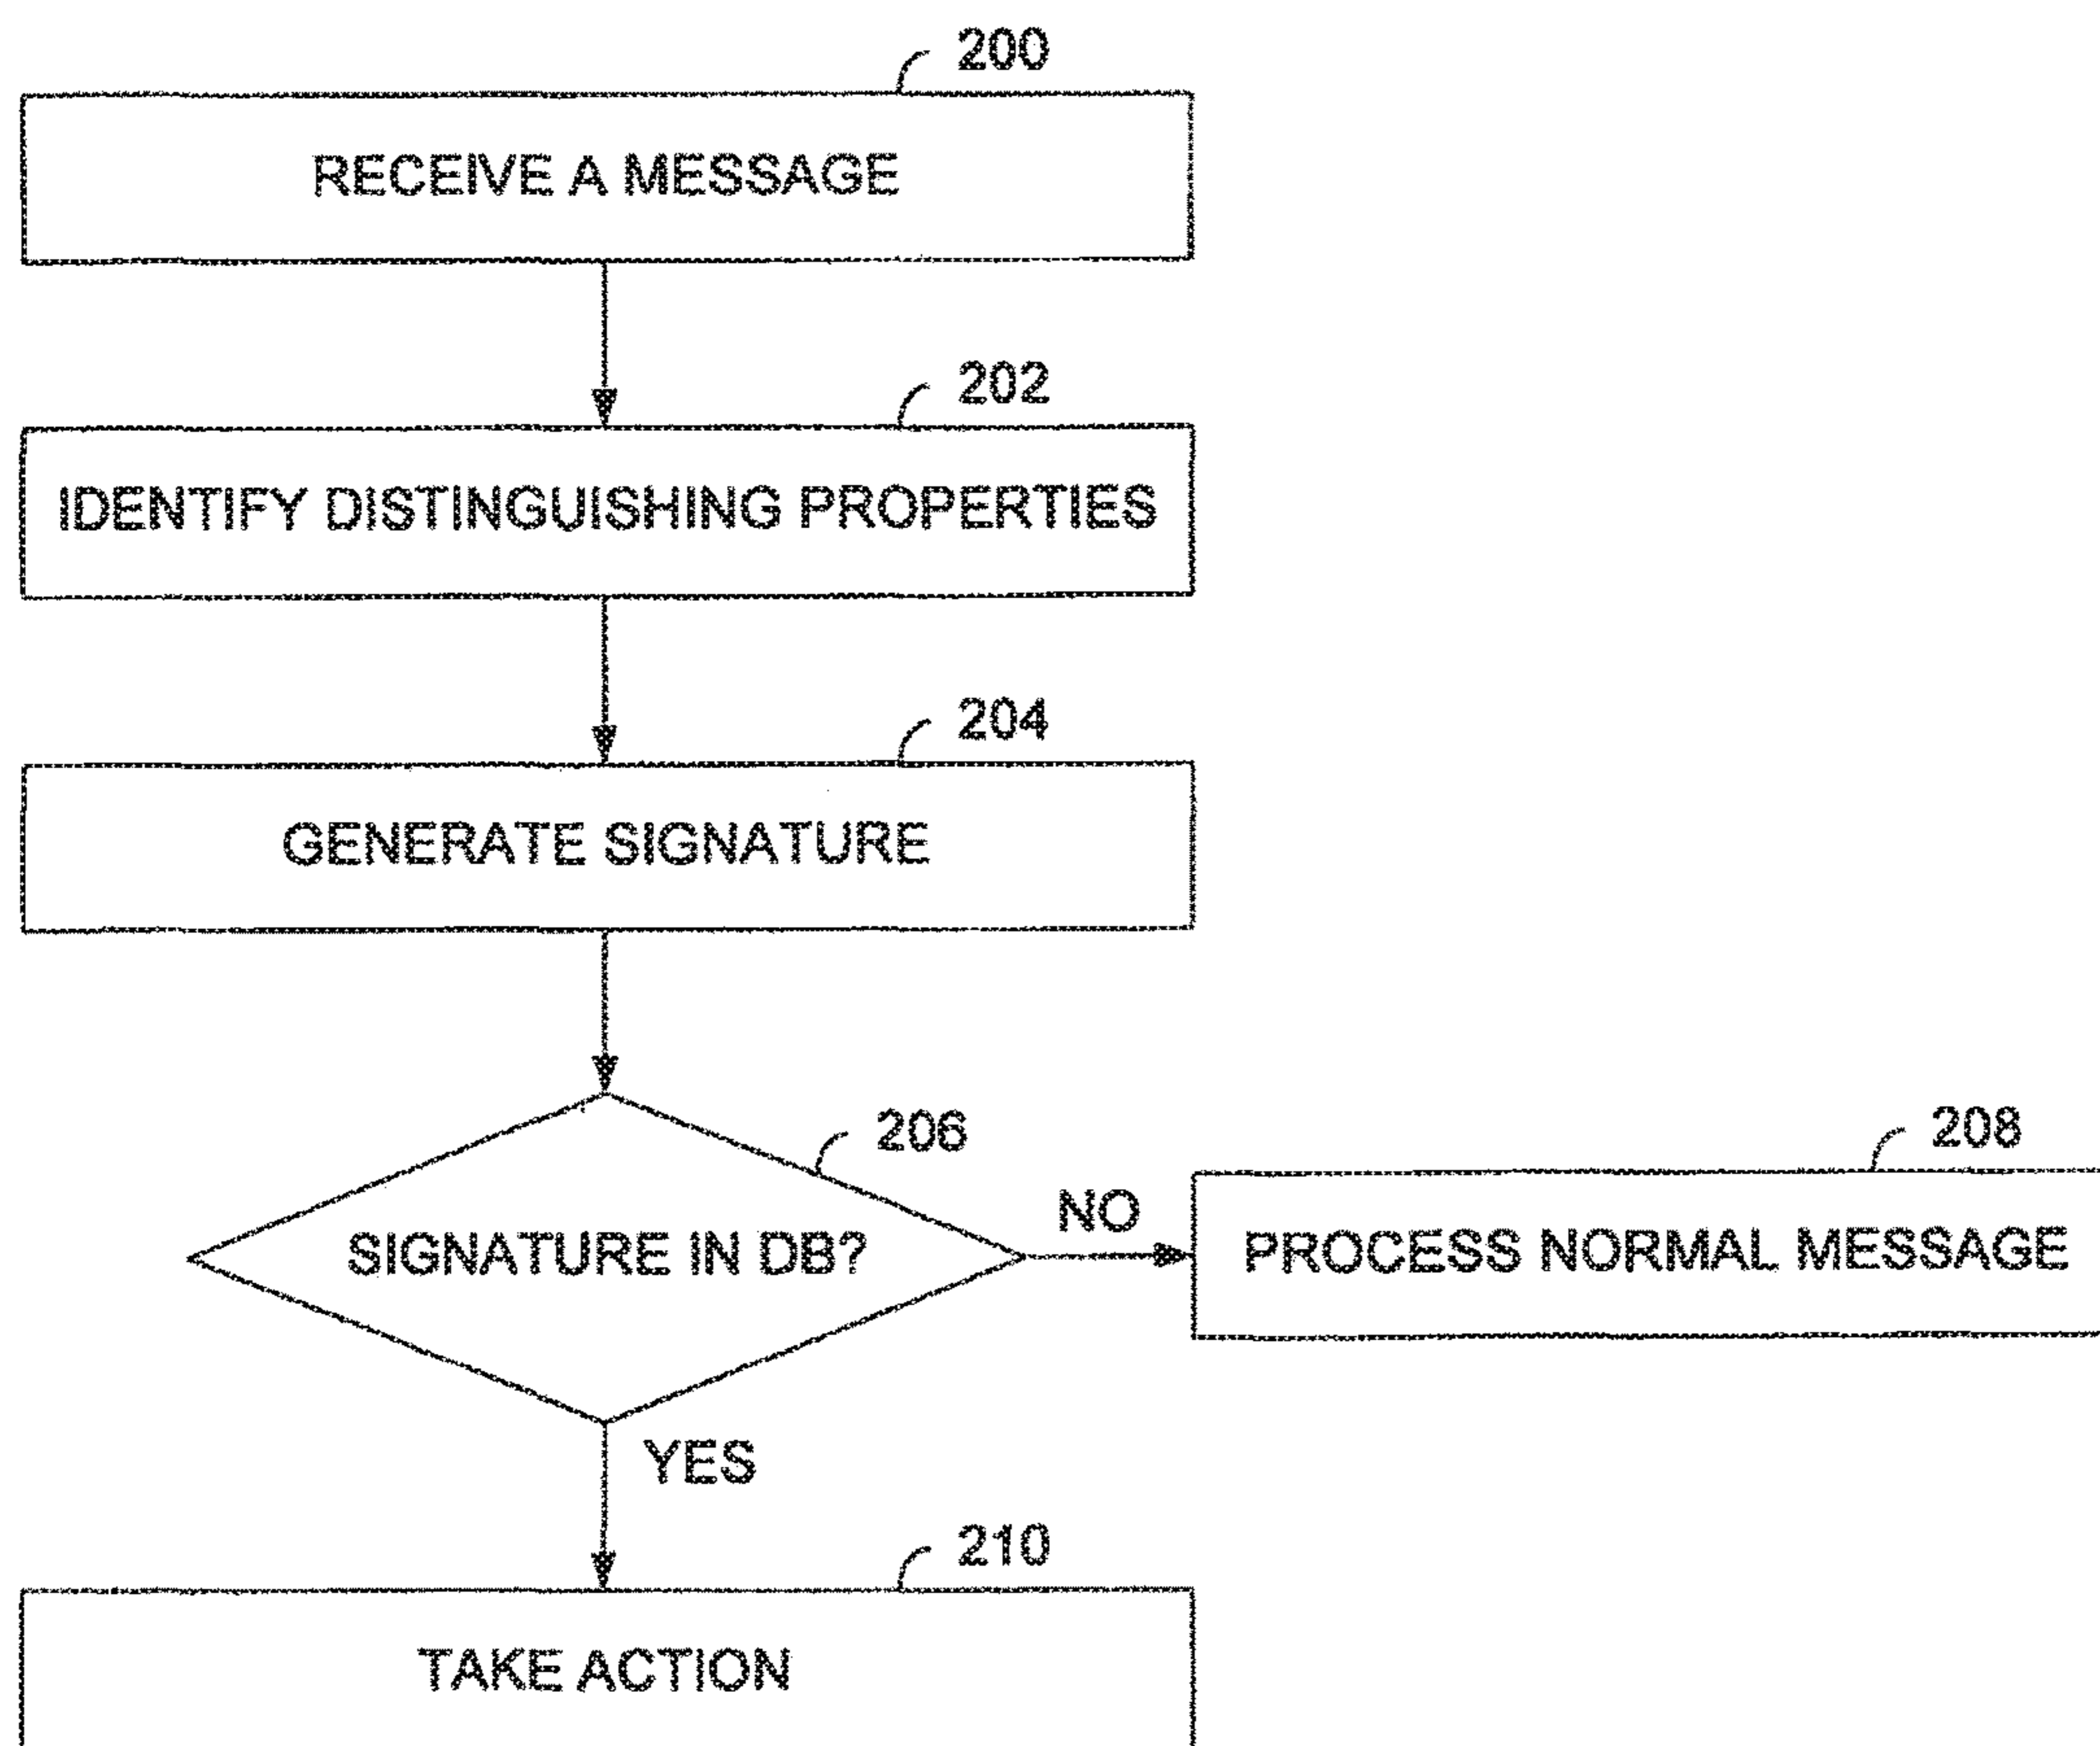 200
RECEIVE A MESSAGE
202
IDENTIFY DISTINGUISHING PROPERTIES
204
GENERATE SIGNATURE
206
SIGNATURE IN DB?
NO
208
PROCESS NORMAL MESSAGE
YES
210
TAKE ACTION